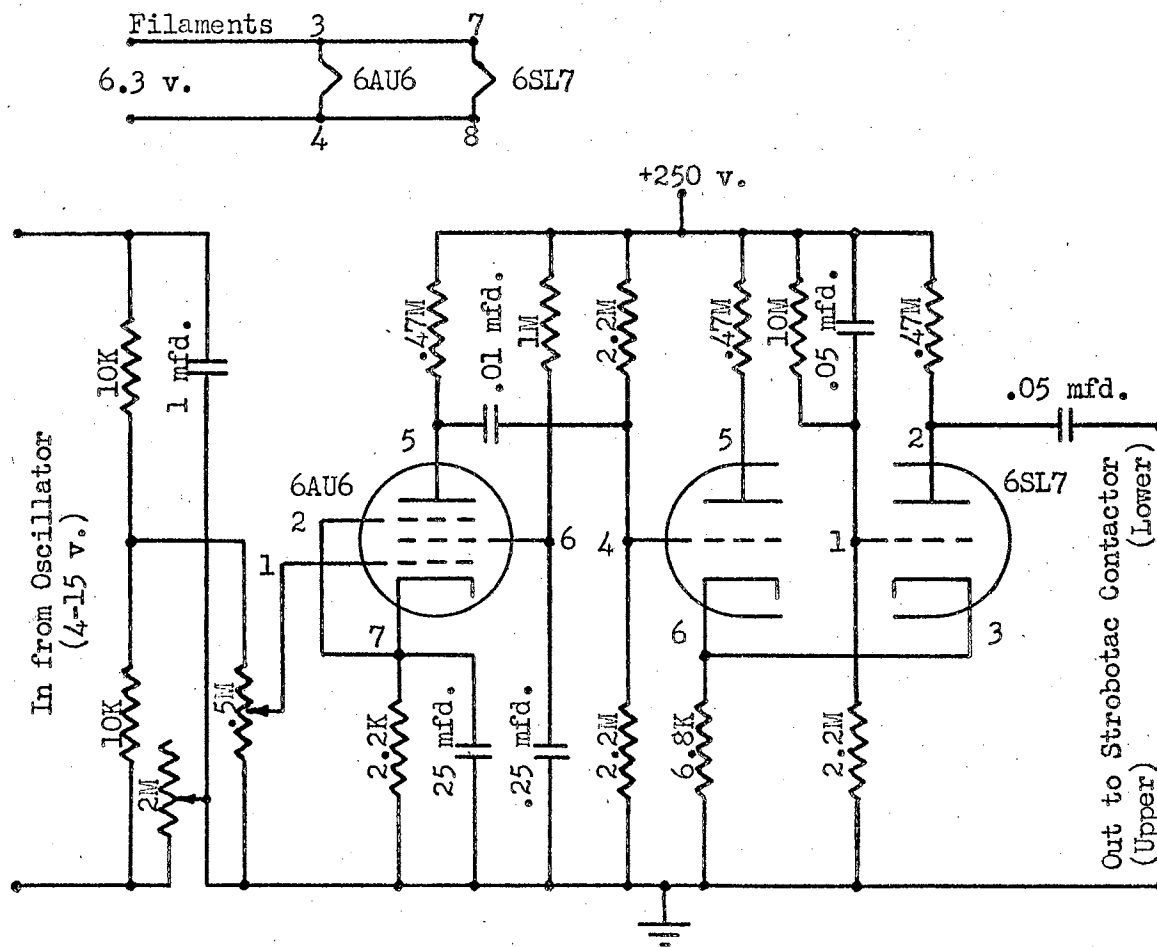 Filaments 3 7
6.3 v. 6AU6 6SL7
4 8
+250 v.
In from Oscillator
(4-15 v.)
10K
10K
1 mfd.
2M
.5M
.47M
.01 mfd.
1M
2.2M
.47M
10M
.05 mfd.
.47M
.05 mfd.
5
6AU6
2
1
6
7
4
5
6
1
2
6SL7
3
2.2K
25 mfd.
.25 mfd.
2.2M
6.8K
2.2M
Out to Strobotac Contactor
(Upper) (Lower)